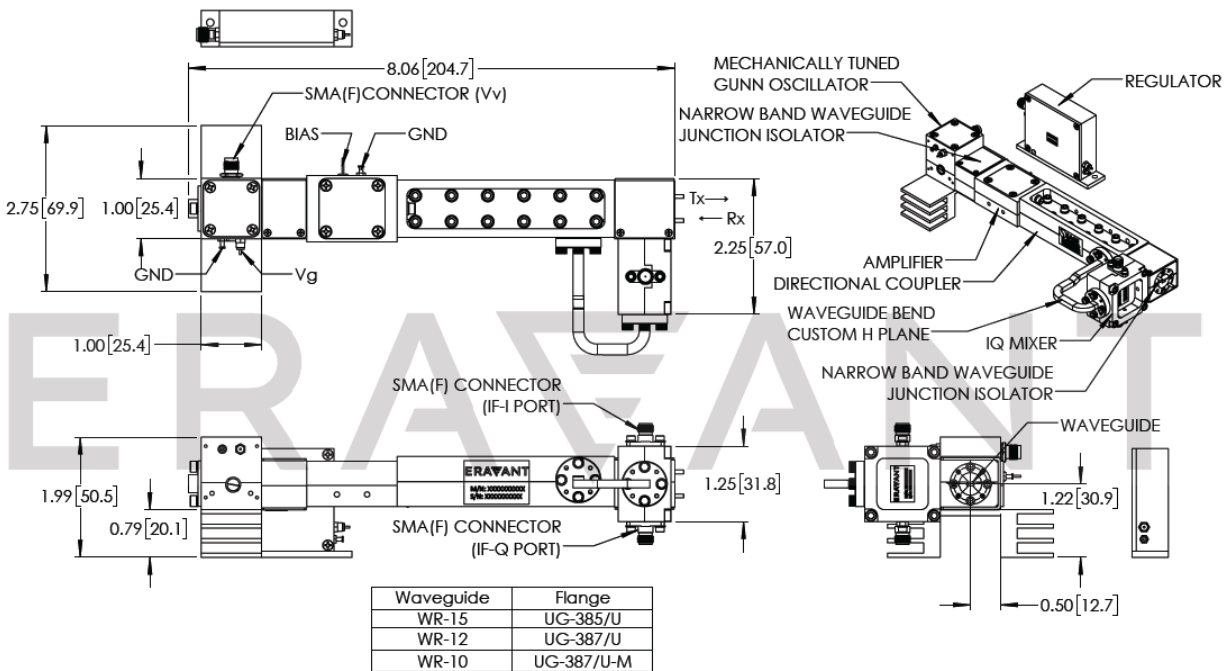 8.06[204.7]
SMA(F)CONNECTOR (Vv)
BIAS
GND
2.75[69.9]
1.00[25.4]
Tx
Rx
2.25[57.0]
GND
Vg
1.00[25.4]
MECHANICALLY TUNED
GUNN OSCILLATOR
REGULATOR
NARROW BAND WAVEGUIDE
JUNCTION ISOLATOR
AMPLIFIER
DIRECTIONAL COUPLER
WAVEGUIDE BEND
CUSTOM H PLANE
IQ MIXER
NARROW BAND WAVEGUIDE
JUNCTION ISOLATOR
ERAVANT
SMA(F) CONNECTOR
(IF-I PORT)
1.99[50.5]
0.79[20.1]
ERAVANT
M/N: XXXXXXXXXX
S/N: XXXXXXXXXX
SMA(F) CONNECTOR
(IF-Q PORT)
1.25[31.8]
WAVEGUIDE
ERAVANT
1.22[30.9]
0.50[12.7]
Waveguide Flange
WR-15 UG-385/U
WR-12 UG-387/U
WR-10 UG-387/U-M